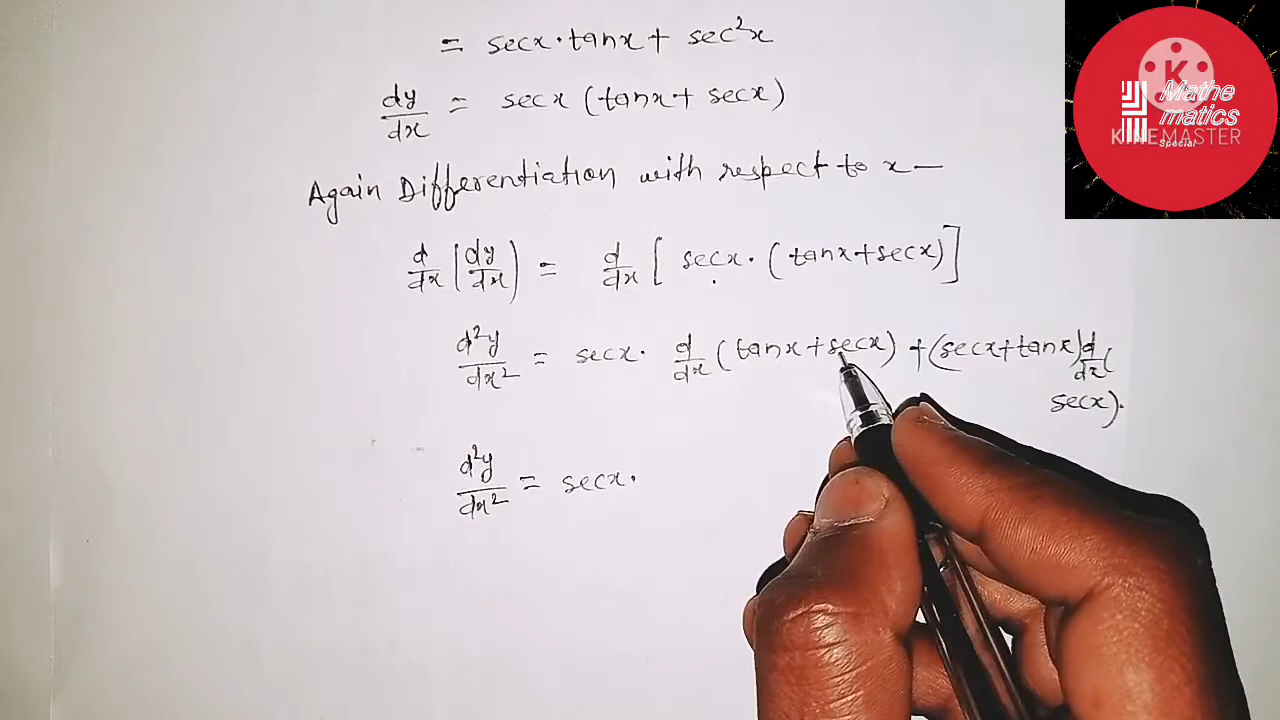 = secx·tanx + sec²x
dy/dx = secx (tanx + secx)
Again Differentiation with respect to x —
d/dx (dy/dx) = d/dx [secx·(tanx+secx)]
d²y/dx² = secx· d/dx (tanx+secx) + (secx+tanx) d/dx (
secx).
d²y/dx² = secx·
K
Mathe
matics
KINEMASTER
Special